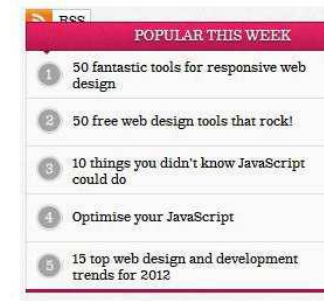 RSS
POPULAR THIS WEEK
1 50 fantastic tools for responsive web
design
2 50 free web design tools that rock!
3 10 things you didn't know JavaScript
could do
4 Optimise your JavaScript
5 15 top web design and development
trends for 2012